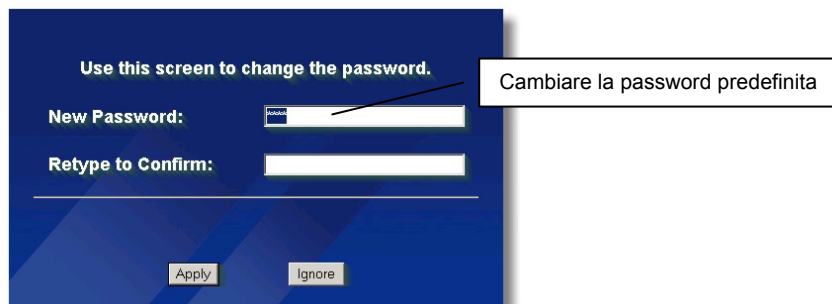 Use this screen to change the password.
Cambiare la password predefinita
New Password: *****
Retype to Confirm:
Apply Ignore